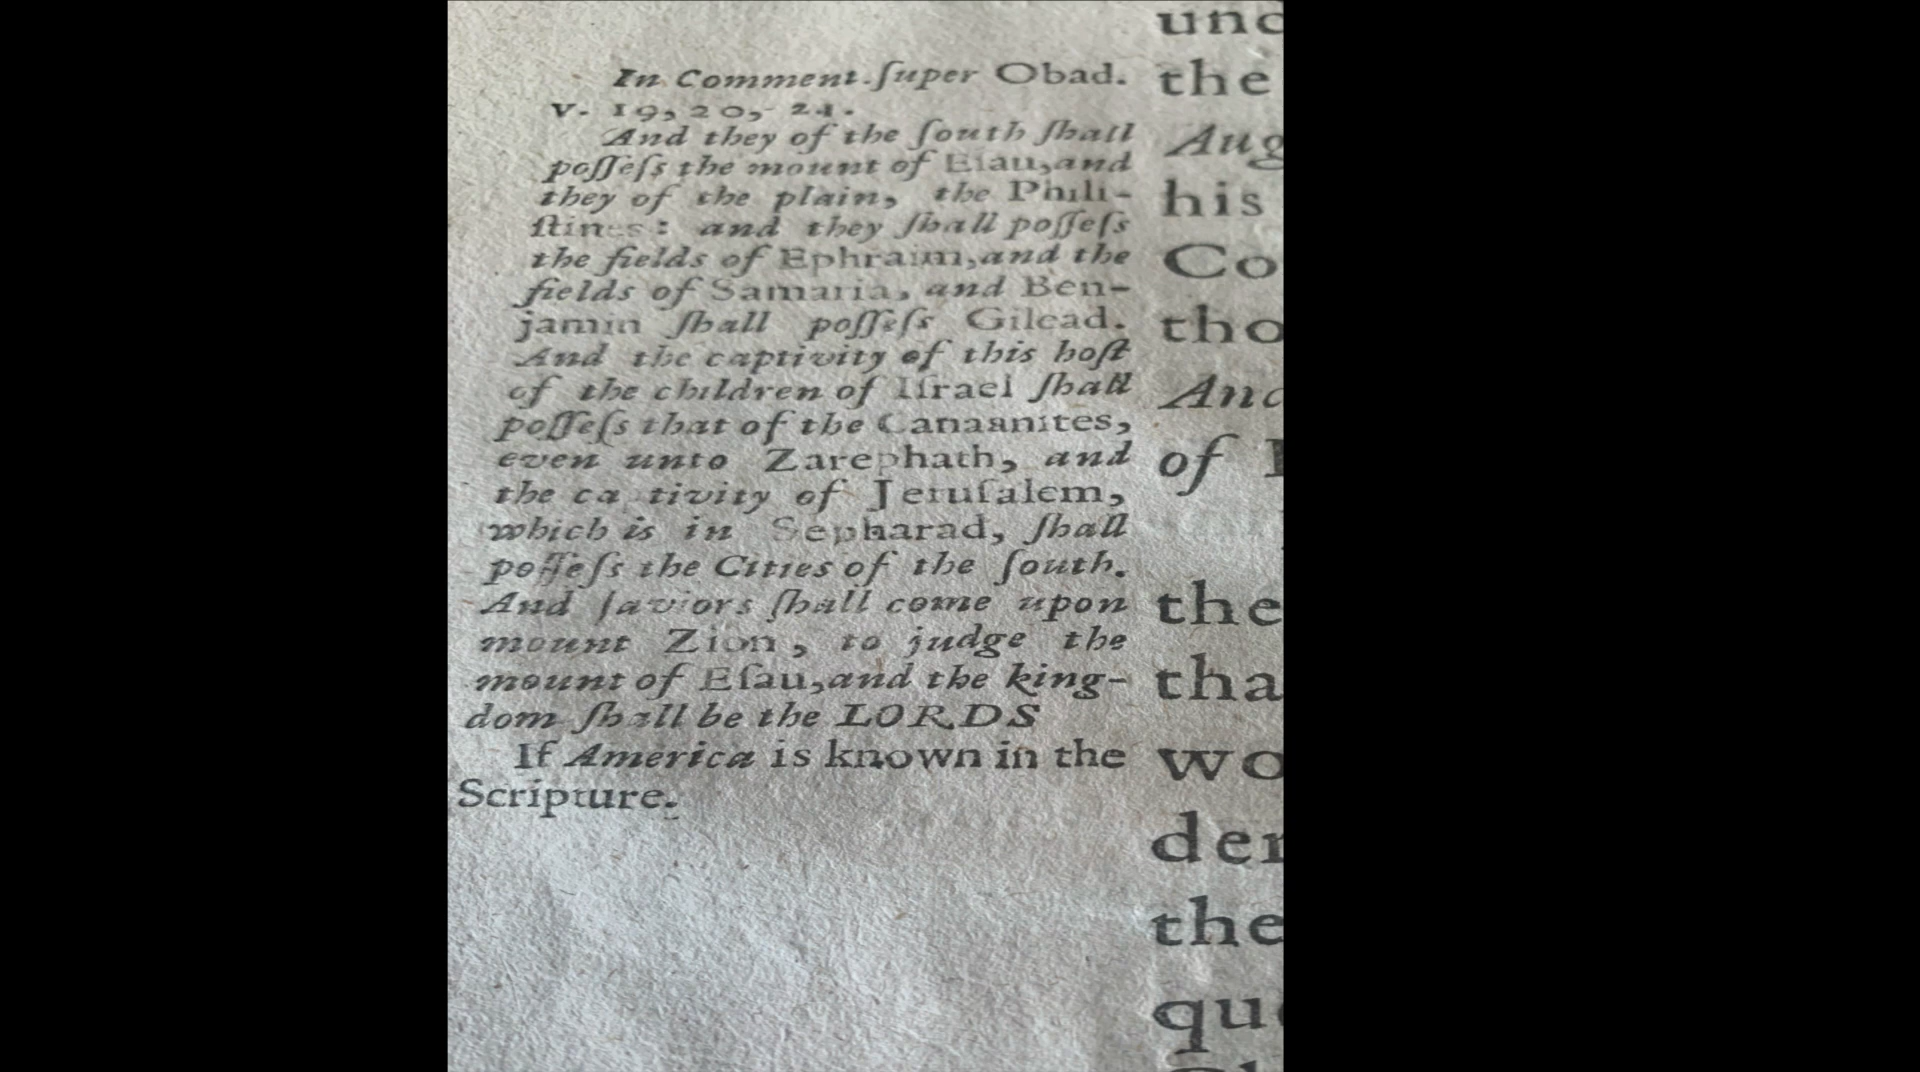 In Comment. ſuper Obad.
v. 19, 20, 21.
And they of the ſouth ſhall
poſſeſs the mount of Eſau, and
they of the plain, the Phili-
ſtines: and they ſhall poſſeſs
the fields of Ephraim, and the
fields of Samaria, and Ben-
jamin ſhall poſſeſs Gilead.
And the captivity of this hoſt
of the children of Iſrael ſhall
poſſeſs that of the Canaanites,
even unto Zarephath, and
the ca tivity of Jeruſalem,
which is in Sepharad, ſhall
poſſeſs the Cities of the ſouth.
And ſaviors ſhall come upon
mount Zion, to judge the
mount of Eſau, and the king-
dom ſhall be the LORDS
If America is known in the
Scripture.
the
Aug
his
Co
tho
And
of
the
tha
wo
der
the